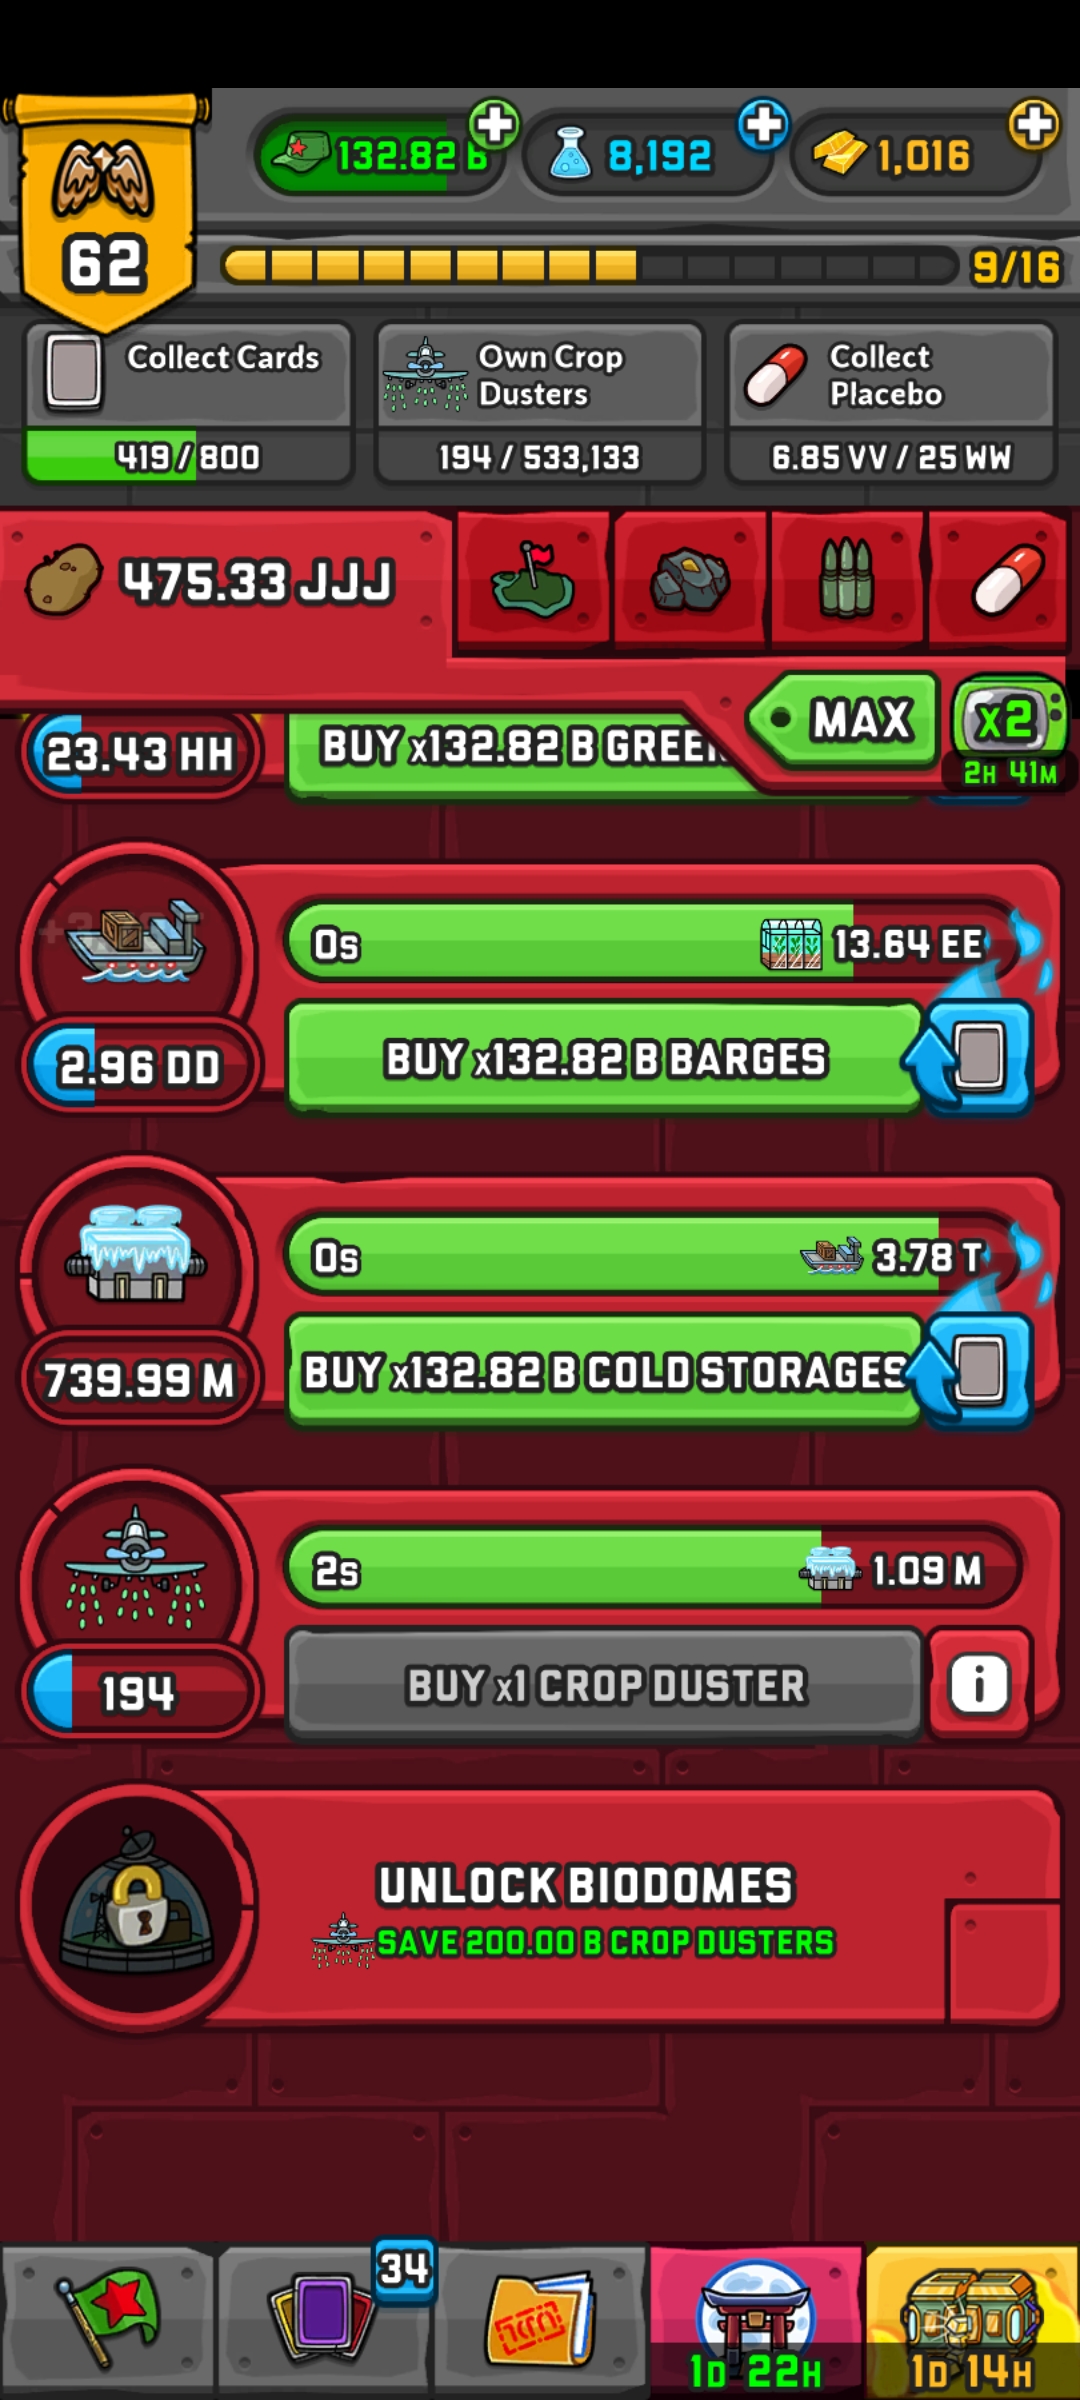 132.82 B
8,192
1,016
62
9/16
Collect Cards
419 / 800
Own Crop
Dusters
194 / 533,133
Collect
Placebo
6.85 VV / 25 WW
475.33 JJJ
MAX
x2
2H 41M
23.43 HH
BUY x132.82 B GREE
0s
13.64 EE
2.96 DD
BUY x132.82 B BARGES
0s
3.78 T
739.99 M
BUY x132.82 B COLD STORAGES
2s
1.09 M
194
BUY x1 CROP DUSTER
i
UNLOCK BIODOMES
SAVE 200.00 B CROP DUSTERS
34
1D 22H
1D 14H